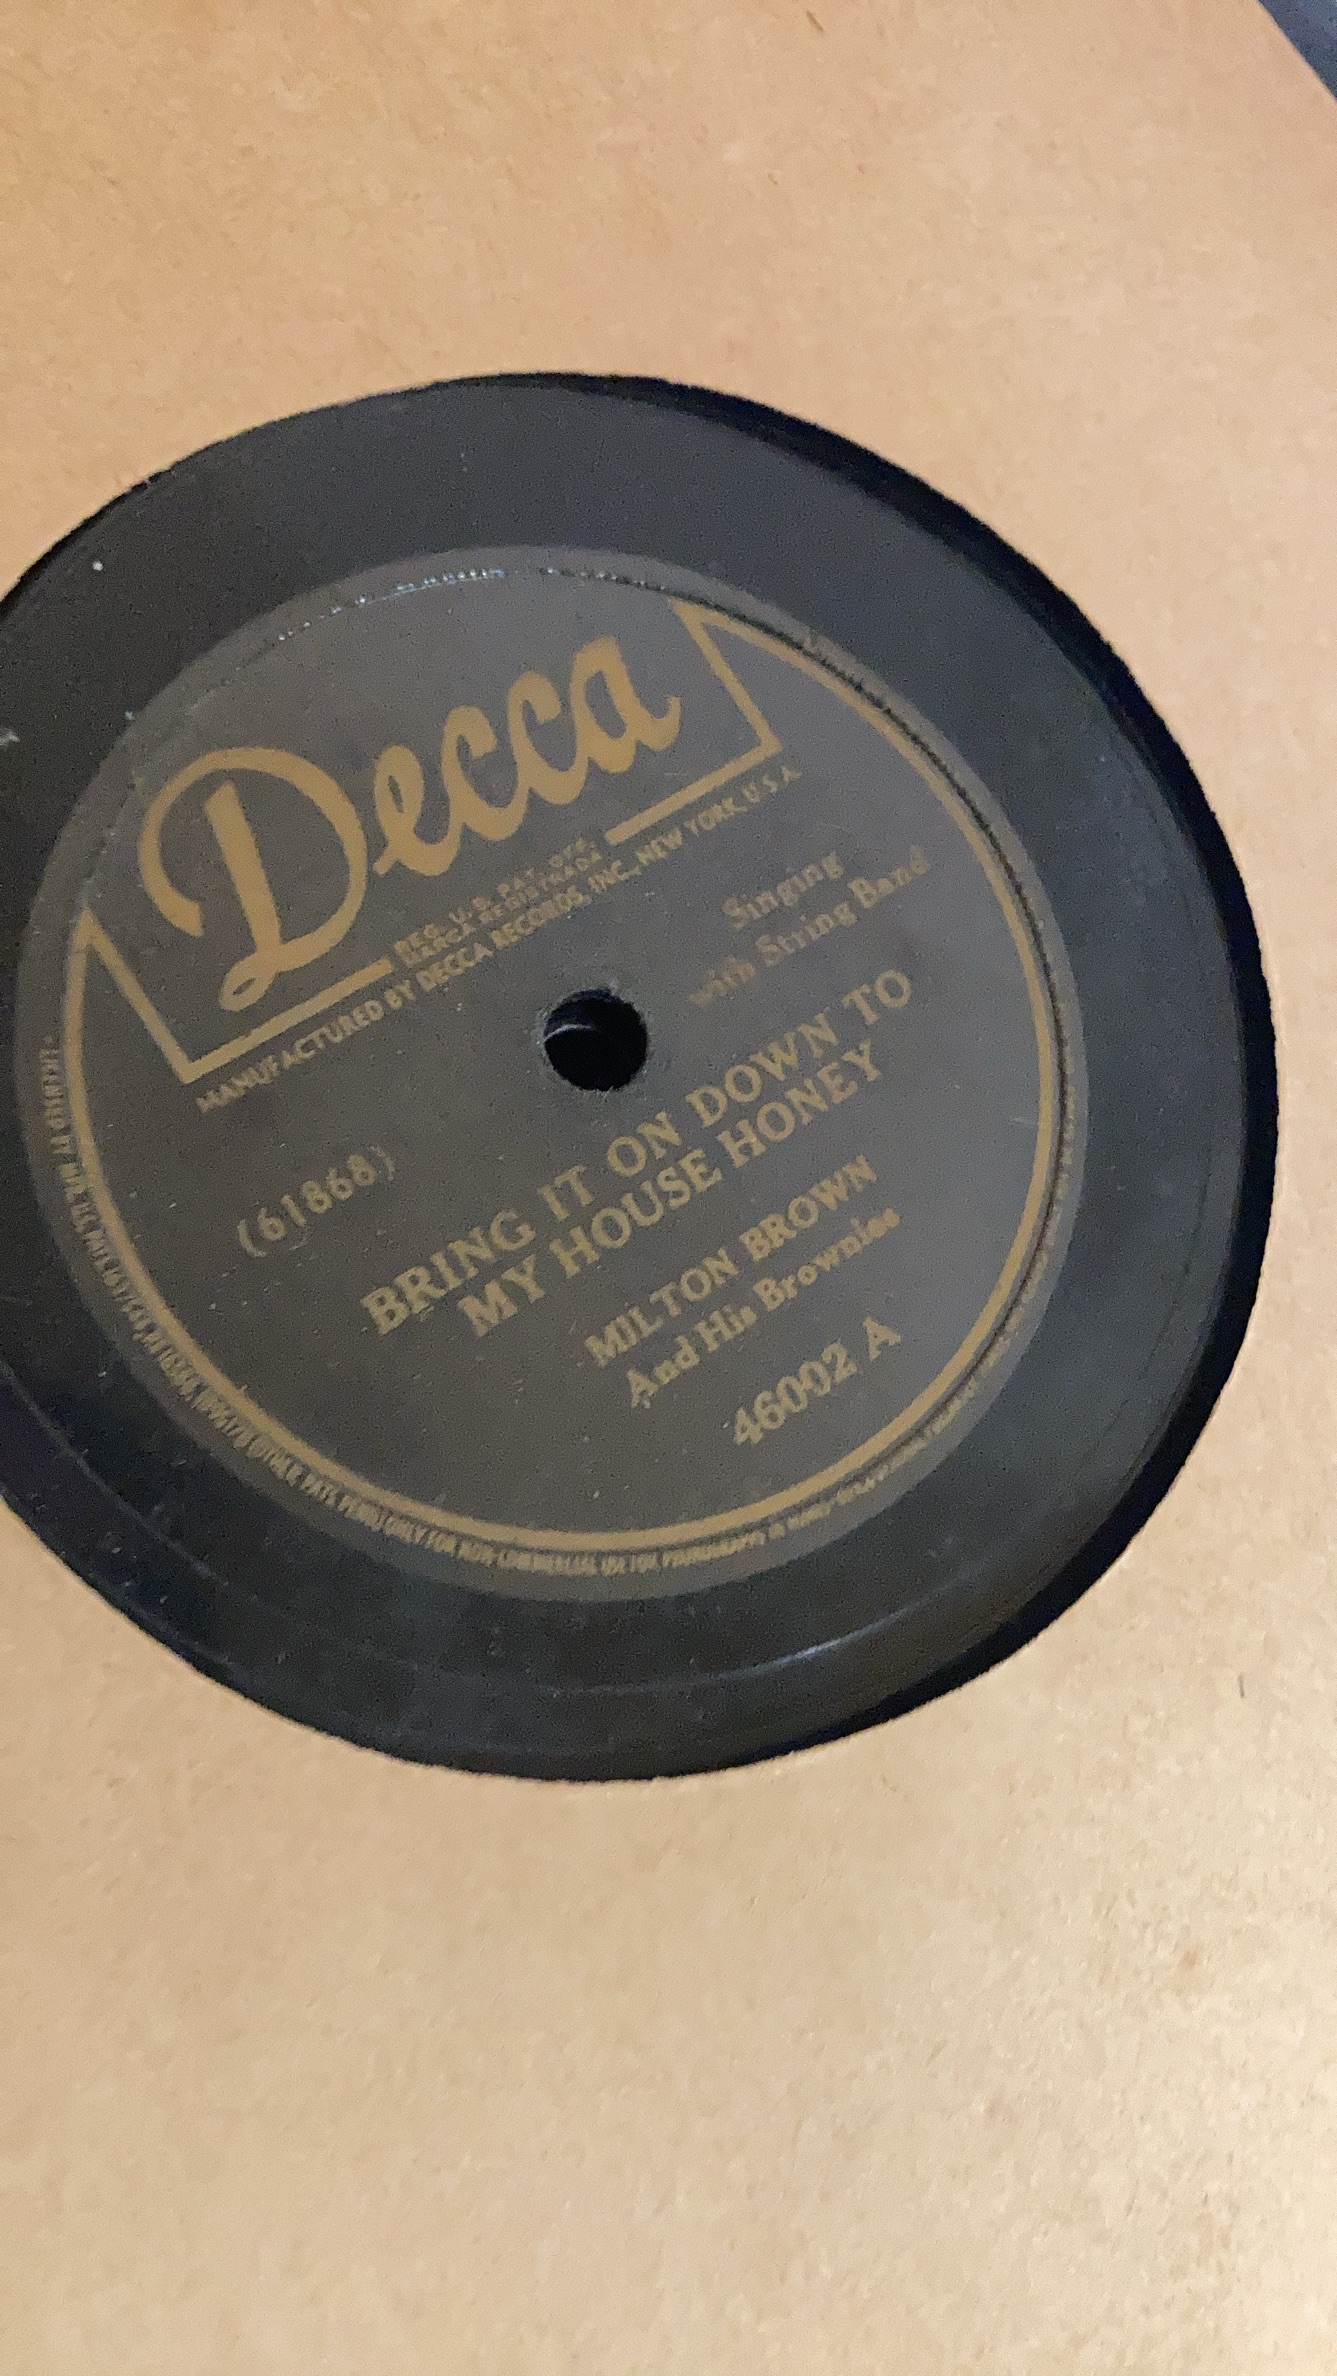 Decca
REG. U.S. PAT. OFF.
MARCA REGISTRADA
MANUFACTURED BY DECCA RECORDS, INC., NEW YORK, U.S.A.
Singing
with String Band
(61868)
BRING IT ON DOWN TO
MY HOUSE HONEY
MILTON BROWN
And His Brownies
46002 A